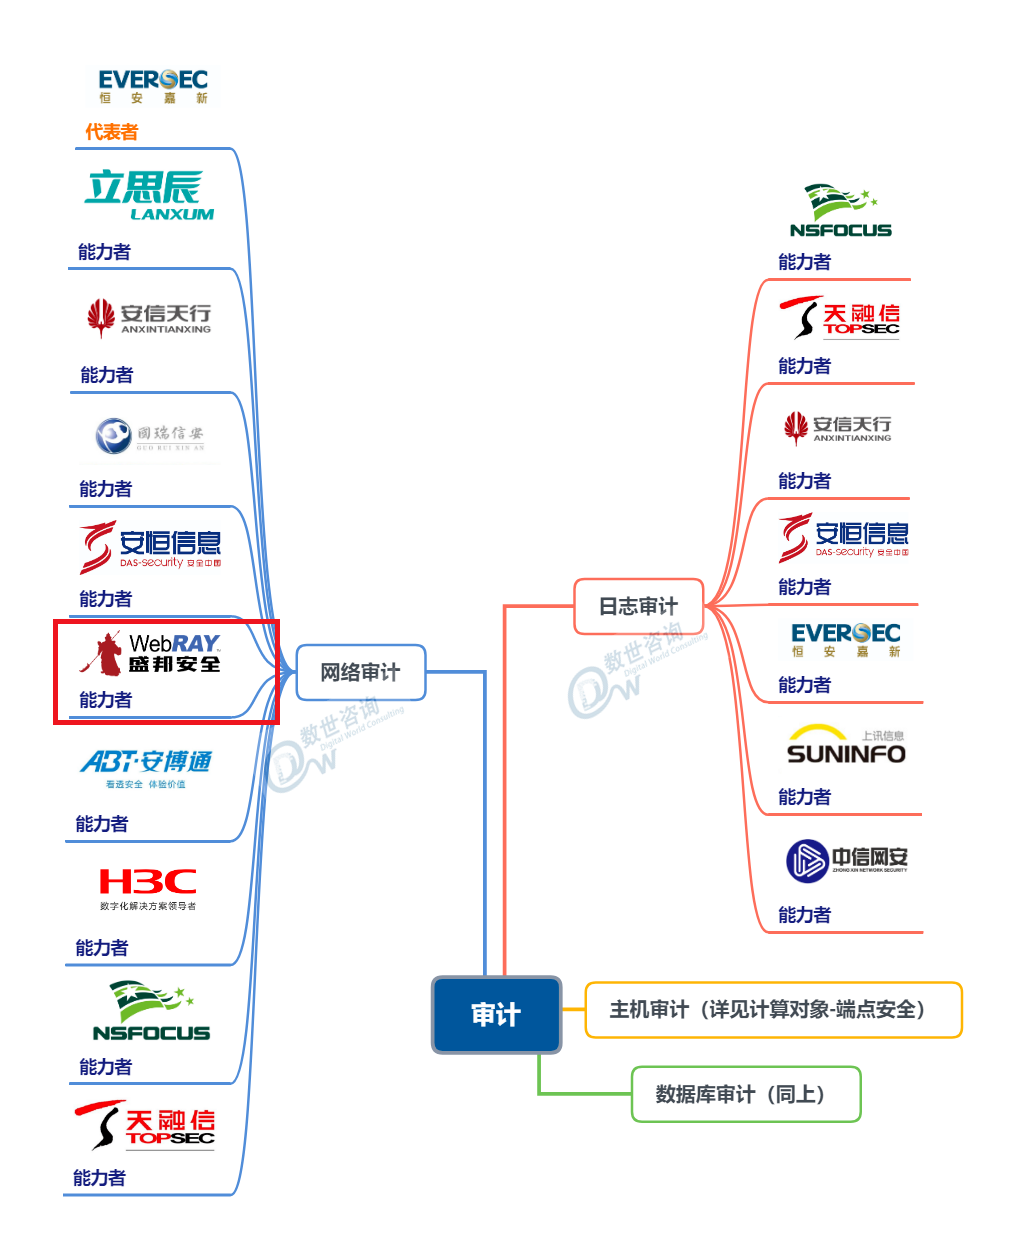 EVERSEC
恒安嘉新
代表者
立思辰
LANXUM
能力者
安信天行
ANXINTIANXING
能力者
國瑞信安
GUO RUI XIN AN
能力者
安恒信息
DAS-security 安全中国
能力者
WebRAY
盛邦安全
能力者
ABT·安博通
看透安全 体验价值
能力者
H3C
数字化解决方案领导者
能力者
NSFOCUS
能力者
天融信
TOPSEC
能力者
网络审计
数世咨询
Digital World Consulting
DW
NSFOCUS
能力者
天融信
TOPSEC
能力者
安信天行
ANXINTIANXING
能力者
安恒信息
DAS-security 安全中国
能力者
EVERSEC
恒安嘉新
能力者
上讯信息
SUNINFO
能力者
中信网安
ZHONG XIN NETWORK SECURITY
能力者
日志审计
数世咨询
Digital World Consulting
DW
审计
主机审计（详见计算对象-端点安全）
数据库审计（同上）